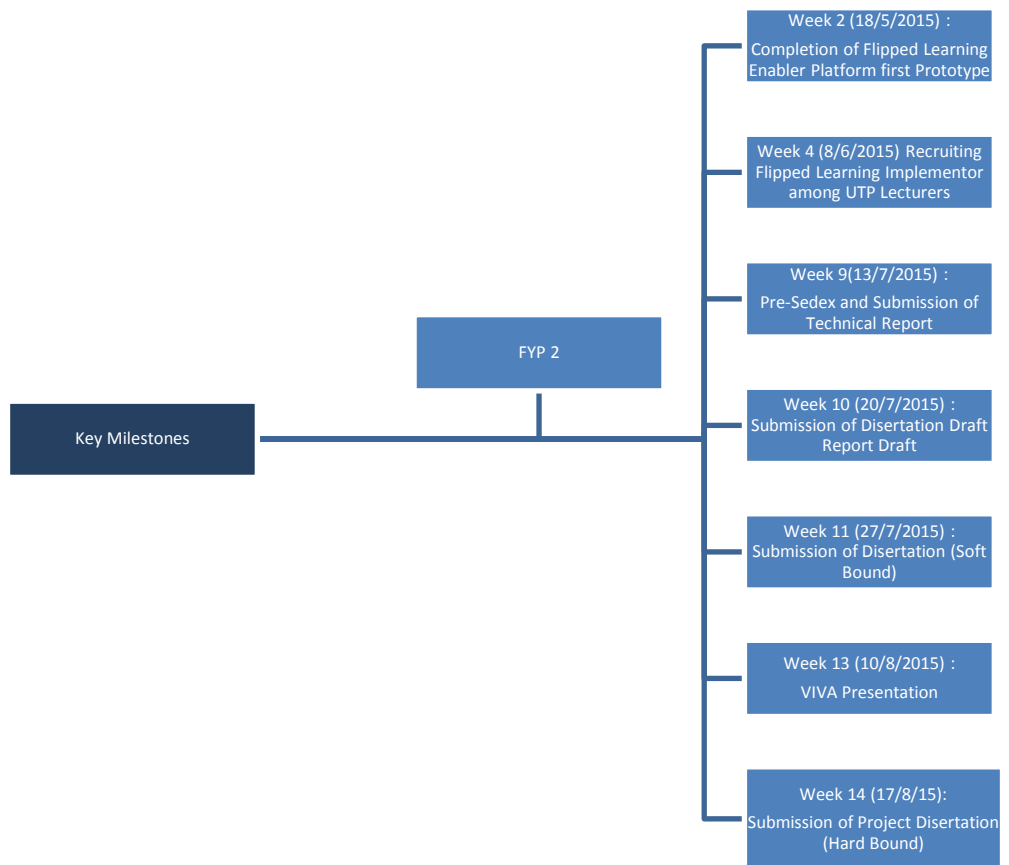 Key Milestones
FYP 2
Week 2 (18/5/2015) :
Completion of Flipped Learning
Enabler Platform first Prototype
Week 4 (8/6/2015) Recruiting
Flipped Learning Implementor
among UTP Lecturers
Week 9(13/7/2015) :
Pre-Sedex and Submission of
Technical Report
Week 10 (20/7/2015) :
Submission of Disertation Draft
Report Draft
Week 11 (27/7/2015) :
Submission of Disertation (Soft
Bound)
Week 13 (10/8/2015) :
VIVA Presentation
Week 14 (17/8/15):
Submission of Project Disertation
(Hard Bound)